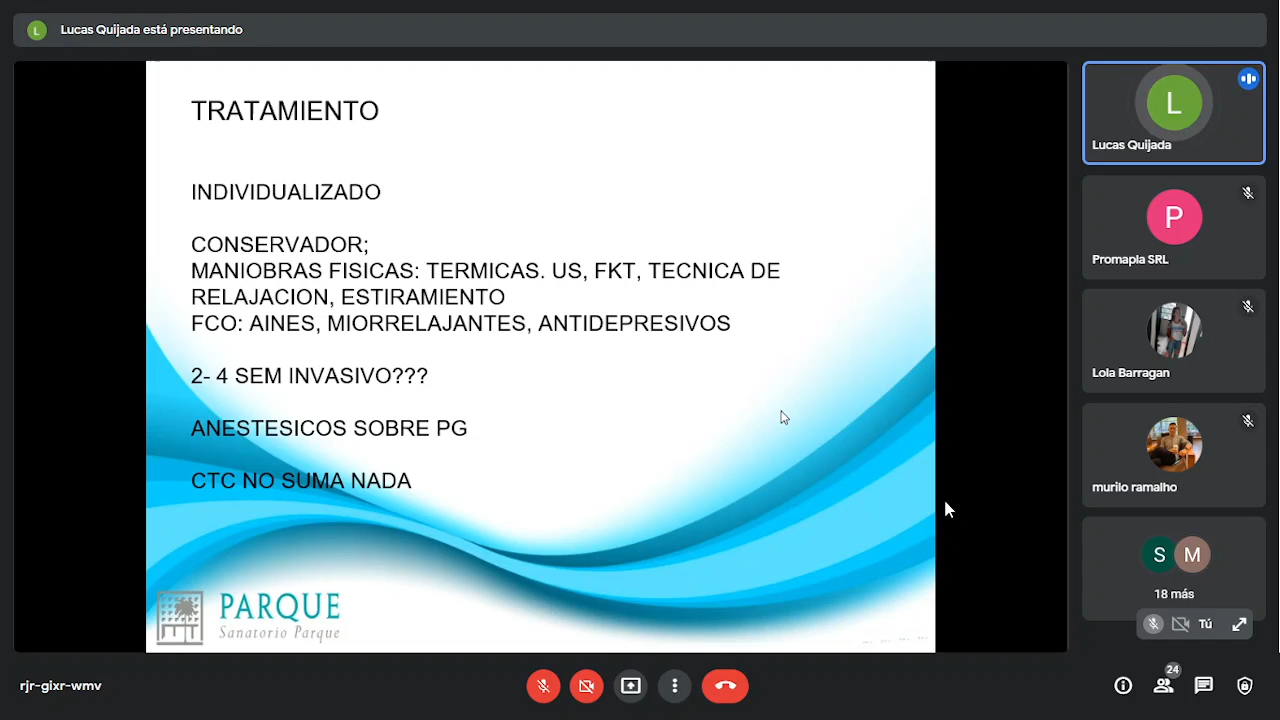 L
Lucas Quijada está presentando
TRATAMIENTO
INDIVIDUALIZADO
CONSERVADOR;
MANIOBRAS FISICAS: TERMICAS. US, FKT, TECNICA DE
RELAJACION, ESTIRAMIENTO
FCO: AINES, MIORRELAJANTES, ANTIDEPRESIVOS
2- 4 SEM INVASIVO???
ANESTESICOS SOBRE PG
CTC NO SUMA NADA
PARQUE
Sanatorio Parque
L
Lucas Quijada
P
Promapla SRL
Lola Barragan
murilo ramalho
S M
18 más
Tú
rjr-gixr-wmv
24